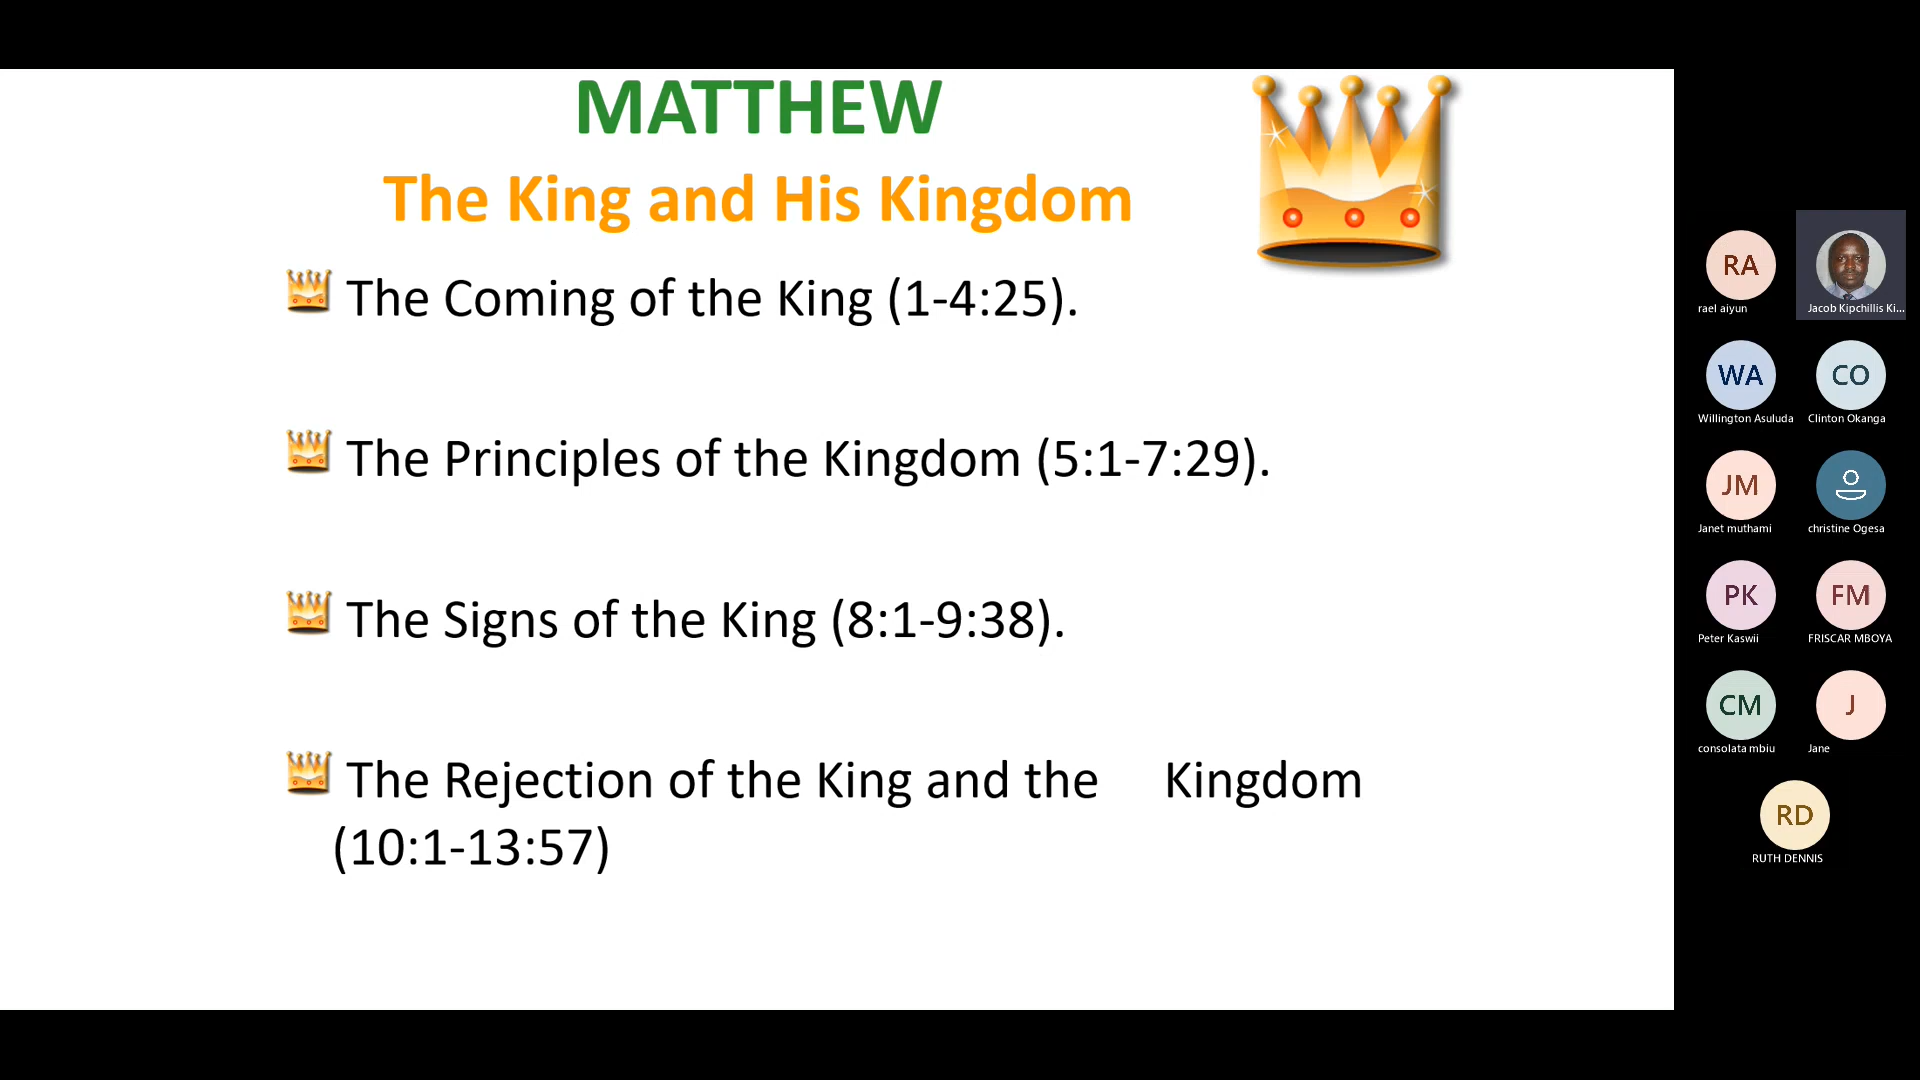 MATTHEW
The King and His Kingdom
The Coming of the King (1-4:25).
The Principles of the Kingdom (5:1-7:29).
The Signs of the King (8:1-9:38).
The Rejection of the King and the Kingdom
(10:1-13:57)
RA
rael aiyun
Jacob Kipchillis Ki...
WA
CO
Willington Asuluda
Clinton Okanga
JM
Janet muthami
christine Ogesa
PK
FM
Peter Kaswii
FRISCAR MBOYA
CM
J
consolata mbiu
Jane
RD
RUTH DENNIS